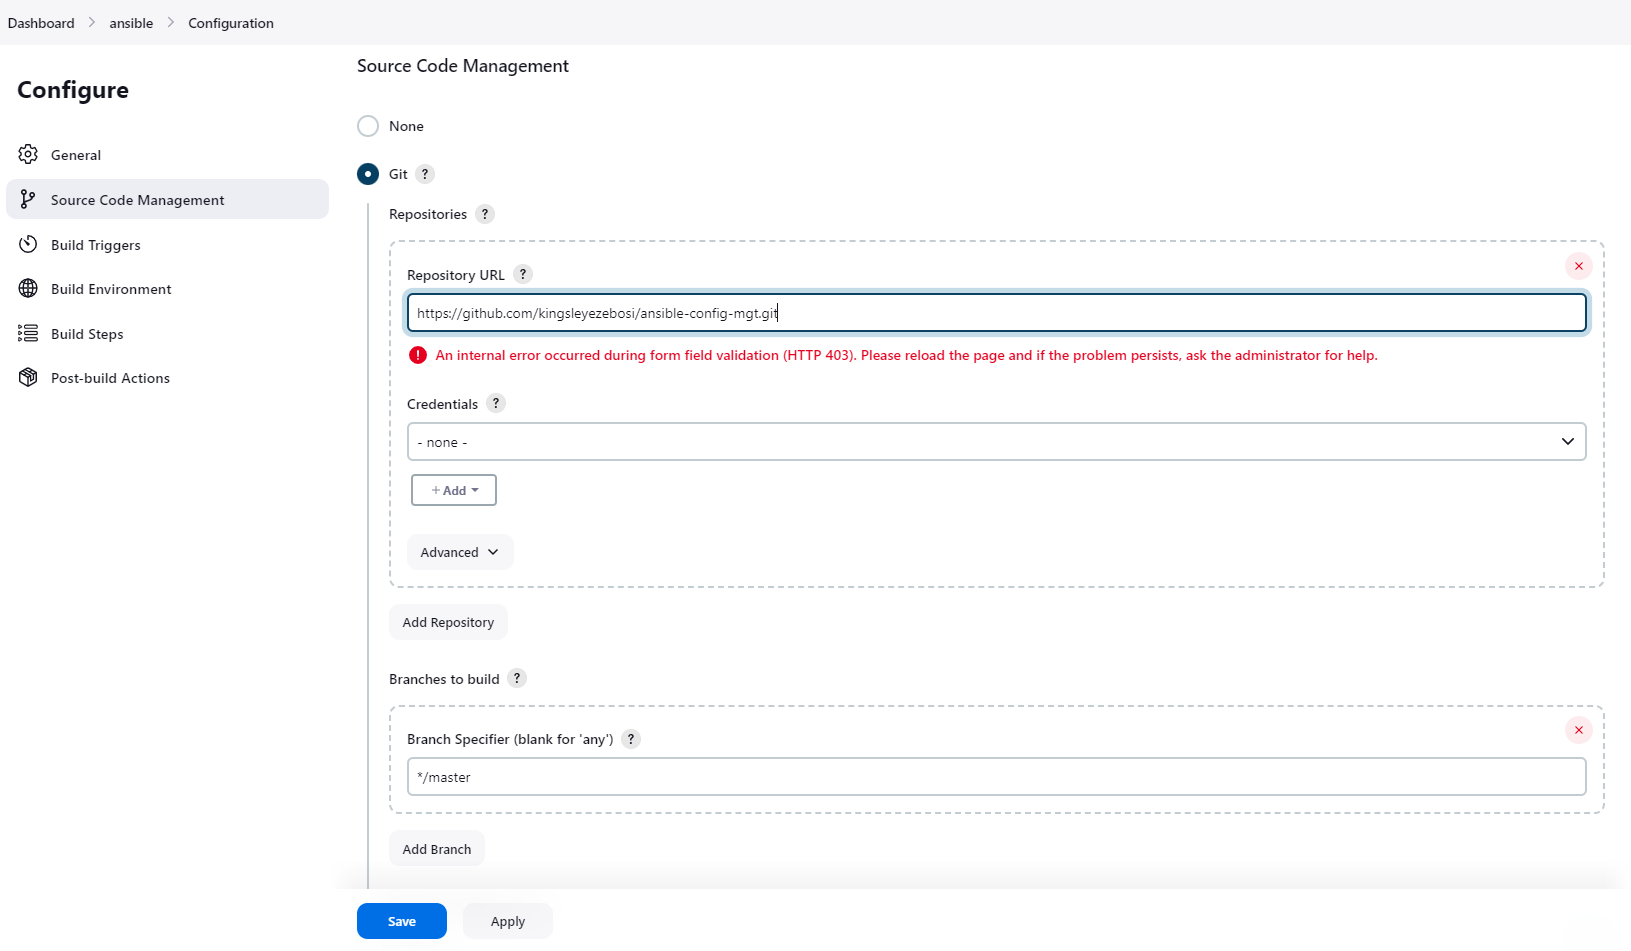 Dashboard > ansible > Configuration
Configure
General
Source Code Management
Build Triggers
Build Environment
Build Steps
Post-build Actions
Source Code Management
None
Git ?
Repositories ?
Repository URL ?
https://github.com/kingsleyezebosi/ansible-config-mgt.git
An internal error occurred during form field validation (HTTP 403). Please reload the page and if the problem persists, ask the administrator for help.
Credentials ?
- none -
+ Add
Advanced
Add Repository
Branches to build ?
Branch Specifier (blank for 'any') ?
*/master
Add Branch
Save Apply